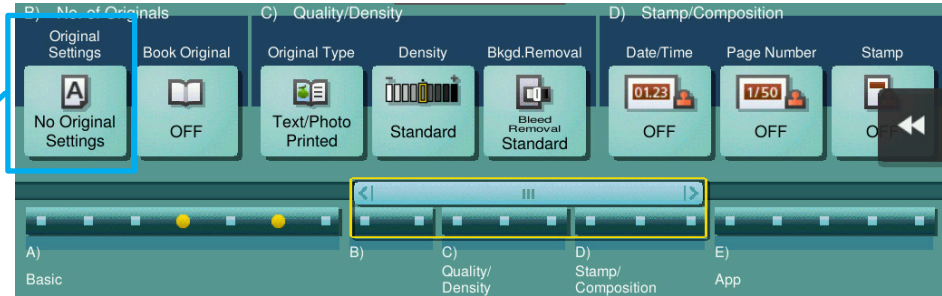 B) No. of Originals
C) Quality/Density
D) Stamp/Composition
Original
Settings
Book Original
Original Type
Density
Bkgd.Removal
Date/Time
Page Number
Stamp
A
01.23
1/50
No Original
Settings
OFF
Text/Photo
Printed
Standard
Bleed
Removal
Standard
OFF
OFF
A)
Basic
B)
C)
Quality/
Density
D)
Stamp/
Composition
E)
App